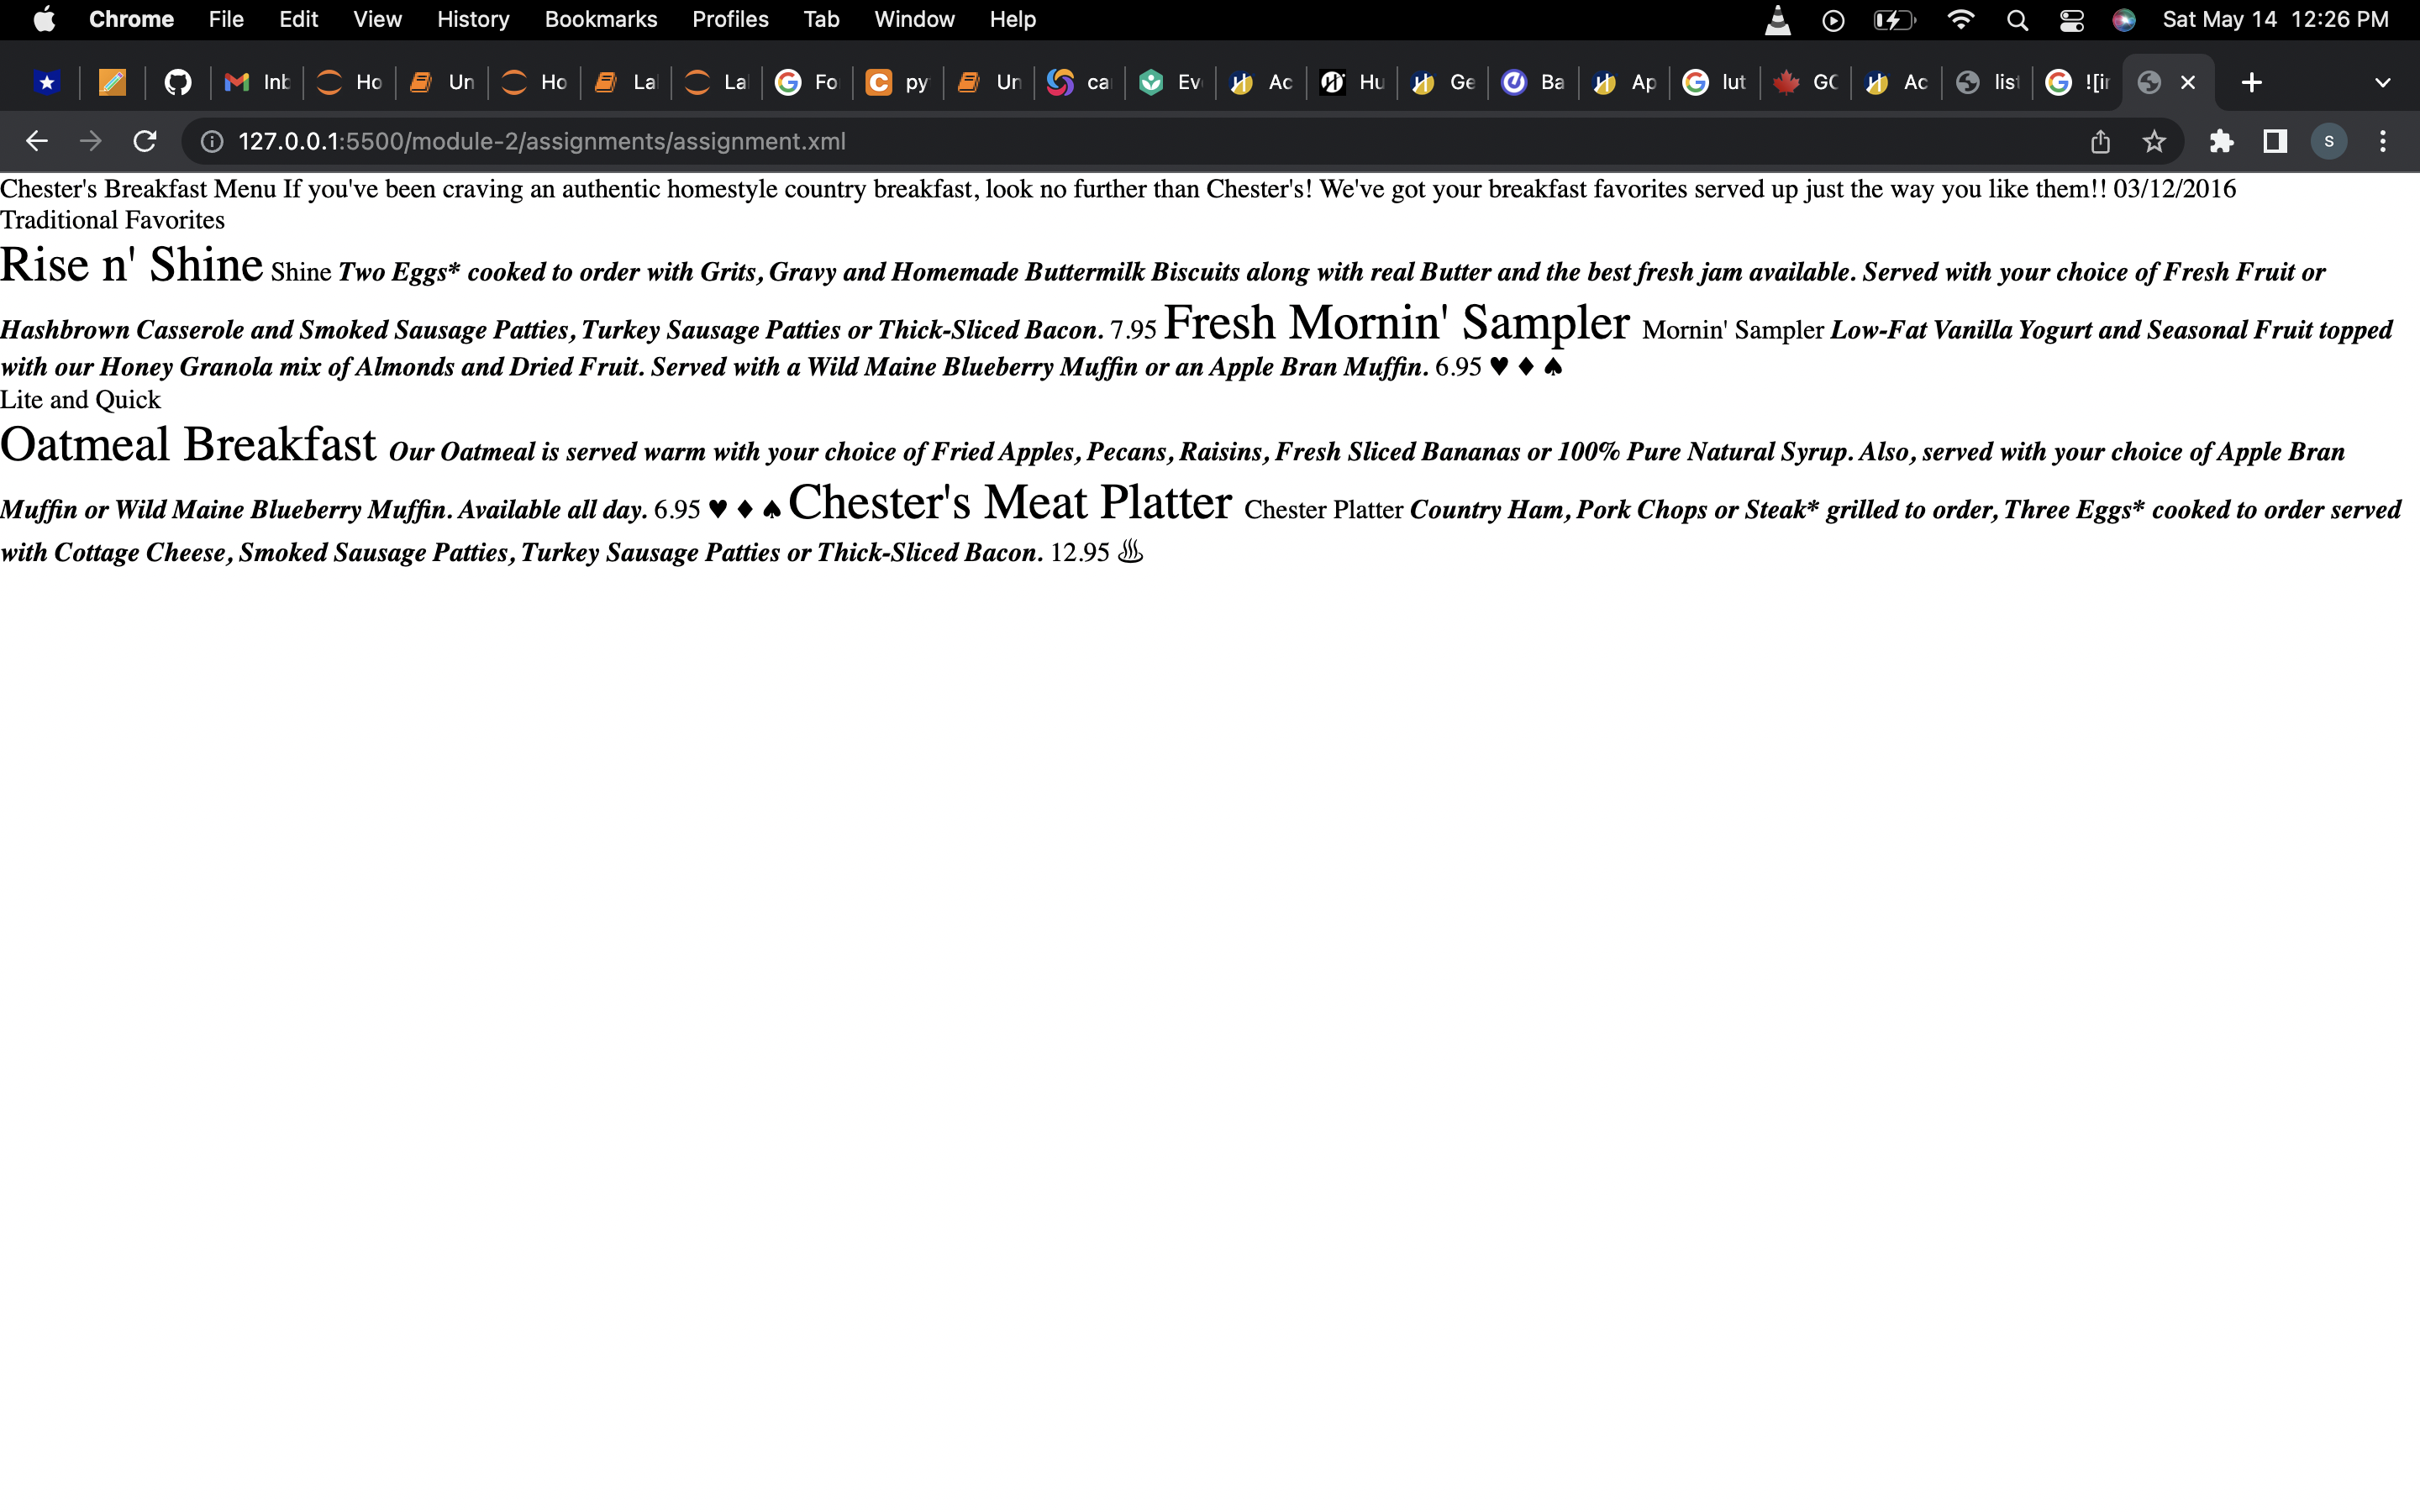 Chrome File Edit View History Bookmarks Profiles Tab Window Help Sat May 14 12:26 PM
Inb Ho Un Ho La La Fo py Un ca Ev Ac Hu Ge Ba Ap lut GC Ac list ![ir
127.0.0.1:5500/module-2/assignments/assignment.xml S
Chester's Breakfast Menu If you've been craving an authentic homestyle country breakfast, look no further than Chester's! We've got your breakfast favorites served up just the way you like them!! 03/12/2016
Traditional Favorites
Rise n' Shine Shine Two Eggs* cooked to order with Grits, Gravy and Homemade Buttermilk Biscuits along with real Butter and the best fresh jam available. Served with your choice of Fresh Fruit or
Hashbrown Casserole and Smoked Sausage Patties, Turkey Sausage Patties or Thick-Sliced Bacon. 7.95 Fresh Mornin' Sampler Mornin' Sampler Low-Fat Vanilla Yogurt and Seasonal Fruit topped
with our Honey Granola mix of Almonds and Dried Fruit. Served with a Wild Maine Blueberry Muffin or an Apple Bran Muffin. 6.95 ♥ ♦ ♠
Lite and Quick
Oatmeal Breakfast Our Oatmeal is served warm with your choice of Fried Apples, Pecans, Raisins, Fresh Sliced Bananas or 100% Pure Natural Syrup. Also, served with your choice of Apple Bran
Muffin or Wild Maine Blueberry Muffin. Available all day. 6.95 ♥ ♦ ♠ Chester's Meat Platter Chester Platter Country Ham, Pork Chops or Steak* grilled to order, Three Eggs* cooked to order served
with Cottage Cheese, Smoked Sausage Patties, Turkey Sausage Patties or Thick-Sliced Bacon. 12.95 ♨